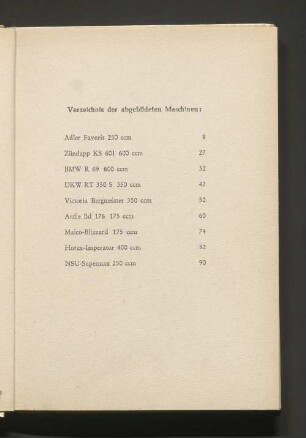 Verzeichnis der abgebildeten Maschinen:
Adler Favorit 250 ccm 8
Zündapp KS 601 600 ccm 27
BMW R 69 600 ccm 32
DKW RT 350 S 350 ccm 42
Victoria Bergmeister 350 ccm 52
Ardie Bd 176 175 ccm 60
Maico-Blizzard 175 ccm 74
Horex-Imperator 400 ccm 82
NSU-Supermax 250 ccm 90